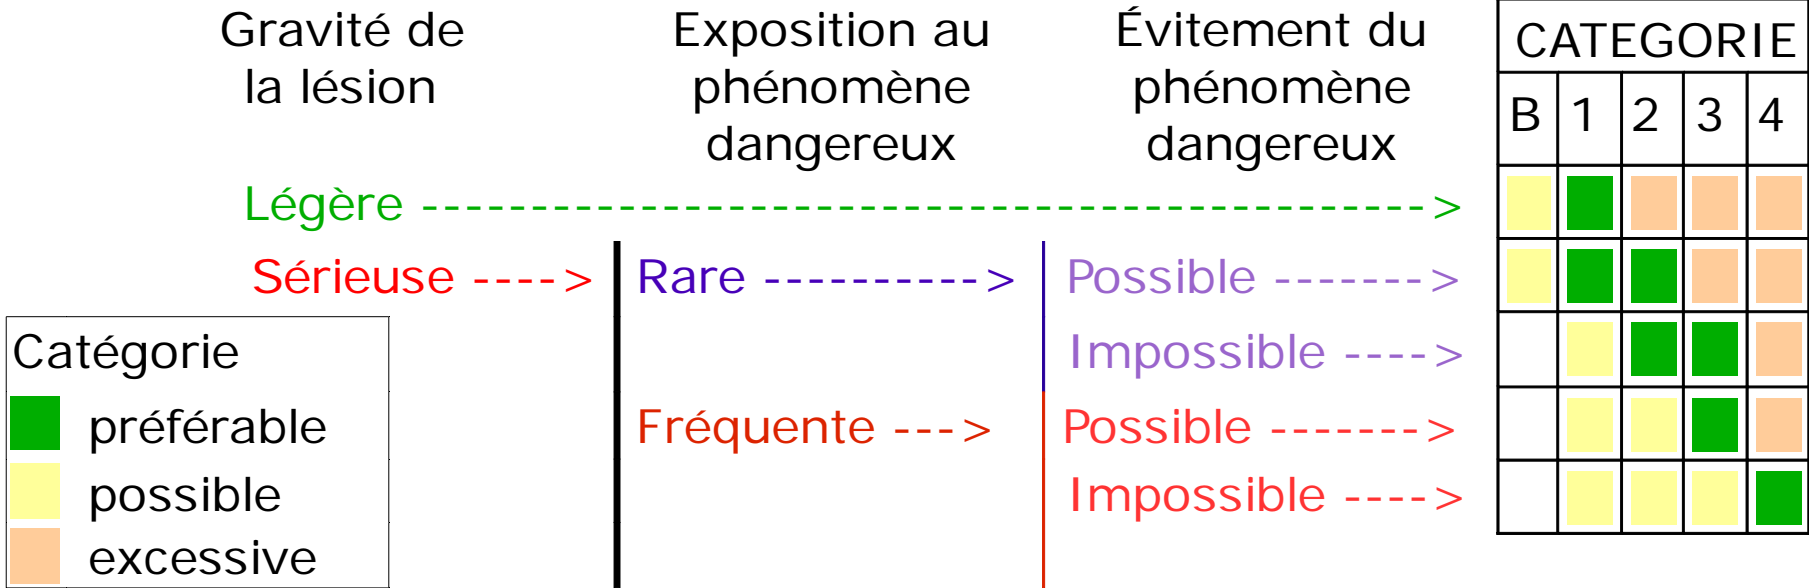 Gravité de
la lésion
Exposition au
phénomène
dangereux
Évitement du
phénomène
dangereux
CATEGORIE
B 1 2 3 4
Légère ---------------------------------------------->
Sérieuse ---->
Rare ---------->
Possible ------->
Impossible ---->
Fréquente --->
Possible ------->
Impossible ---->
Catégorie
préférable
possible
excessive